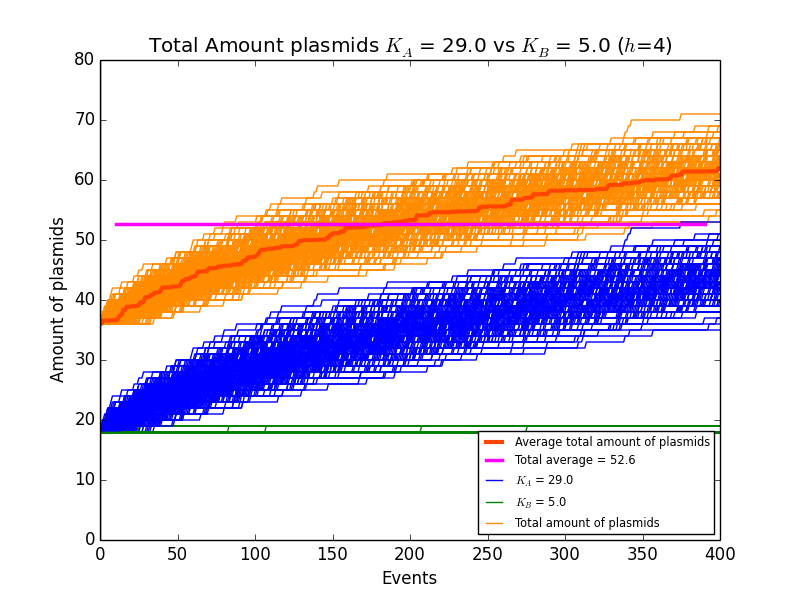 Total Amount plasmids K_A = 29.0 vs K_B = 5.0 (h=4)
80
70
60
50
40
30
20
10
0
Amount of plasmids
Average total amount of plasmids
Total average = 52.6
K_A = 29.0
K_B = 5.0
Total amount of plasmids
0 50 100 150 200 250 300 350 400
Events